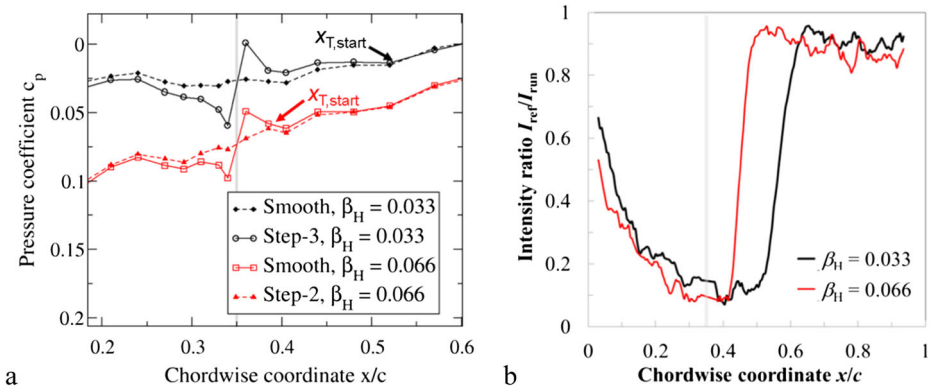 a
Pressure coefficient c_p
0
0.05
0.1
0.15
0.2
x_T,start
x_T,start
Smooth, β_H = 0.033
Step-3, β_H = 0.033
Smooth, β_H = 0.066
Step-2, β_H = 0.066
0.2 0.3 0.4 0.5 0.6
Chordwise coordinate x/c
b
Intensity ratio I_ref/I_run
1
0.8
0.6
0.4
0.2
0
β_H = 0.033
β_H = 0.066
0 0.2 0.4 0.6 0.8 1
Chordwise coordinate x/c